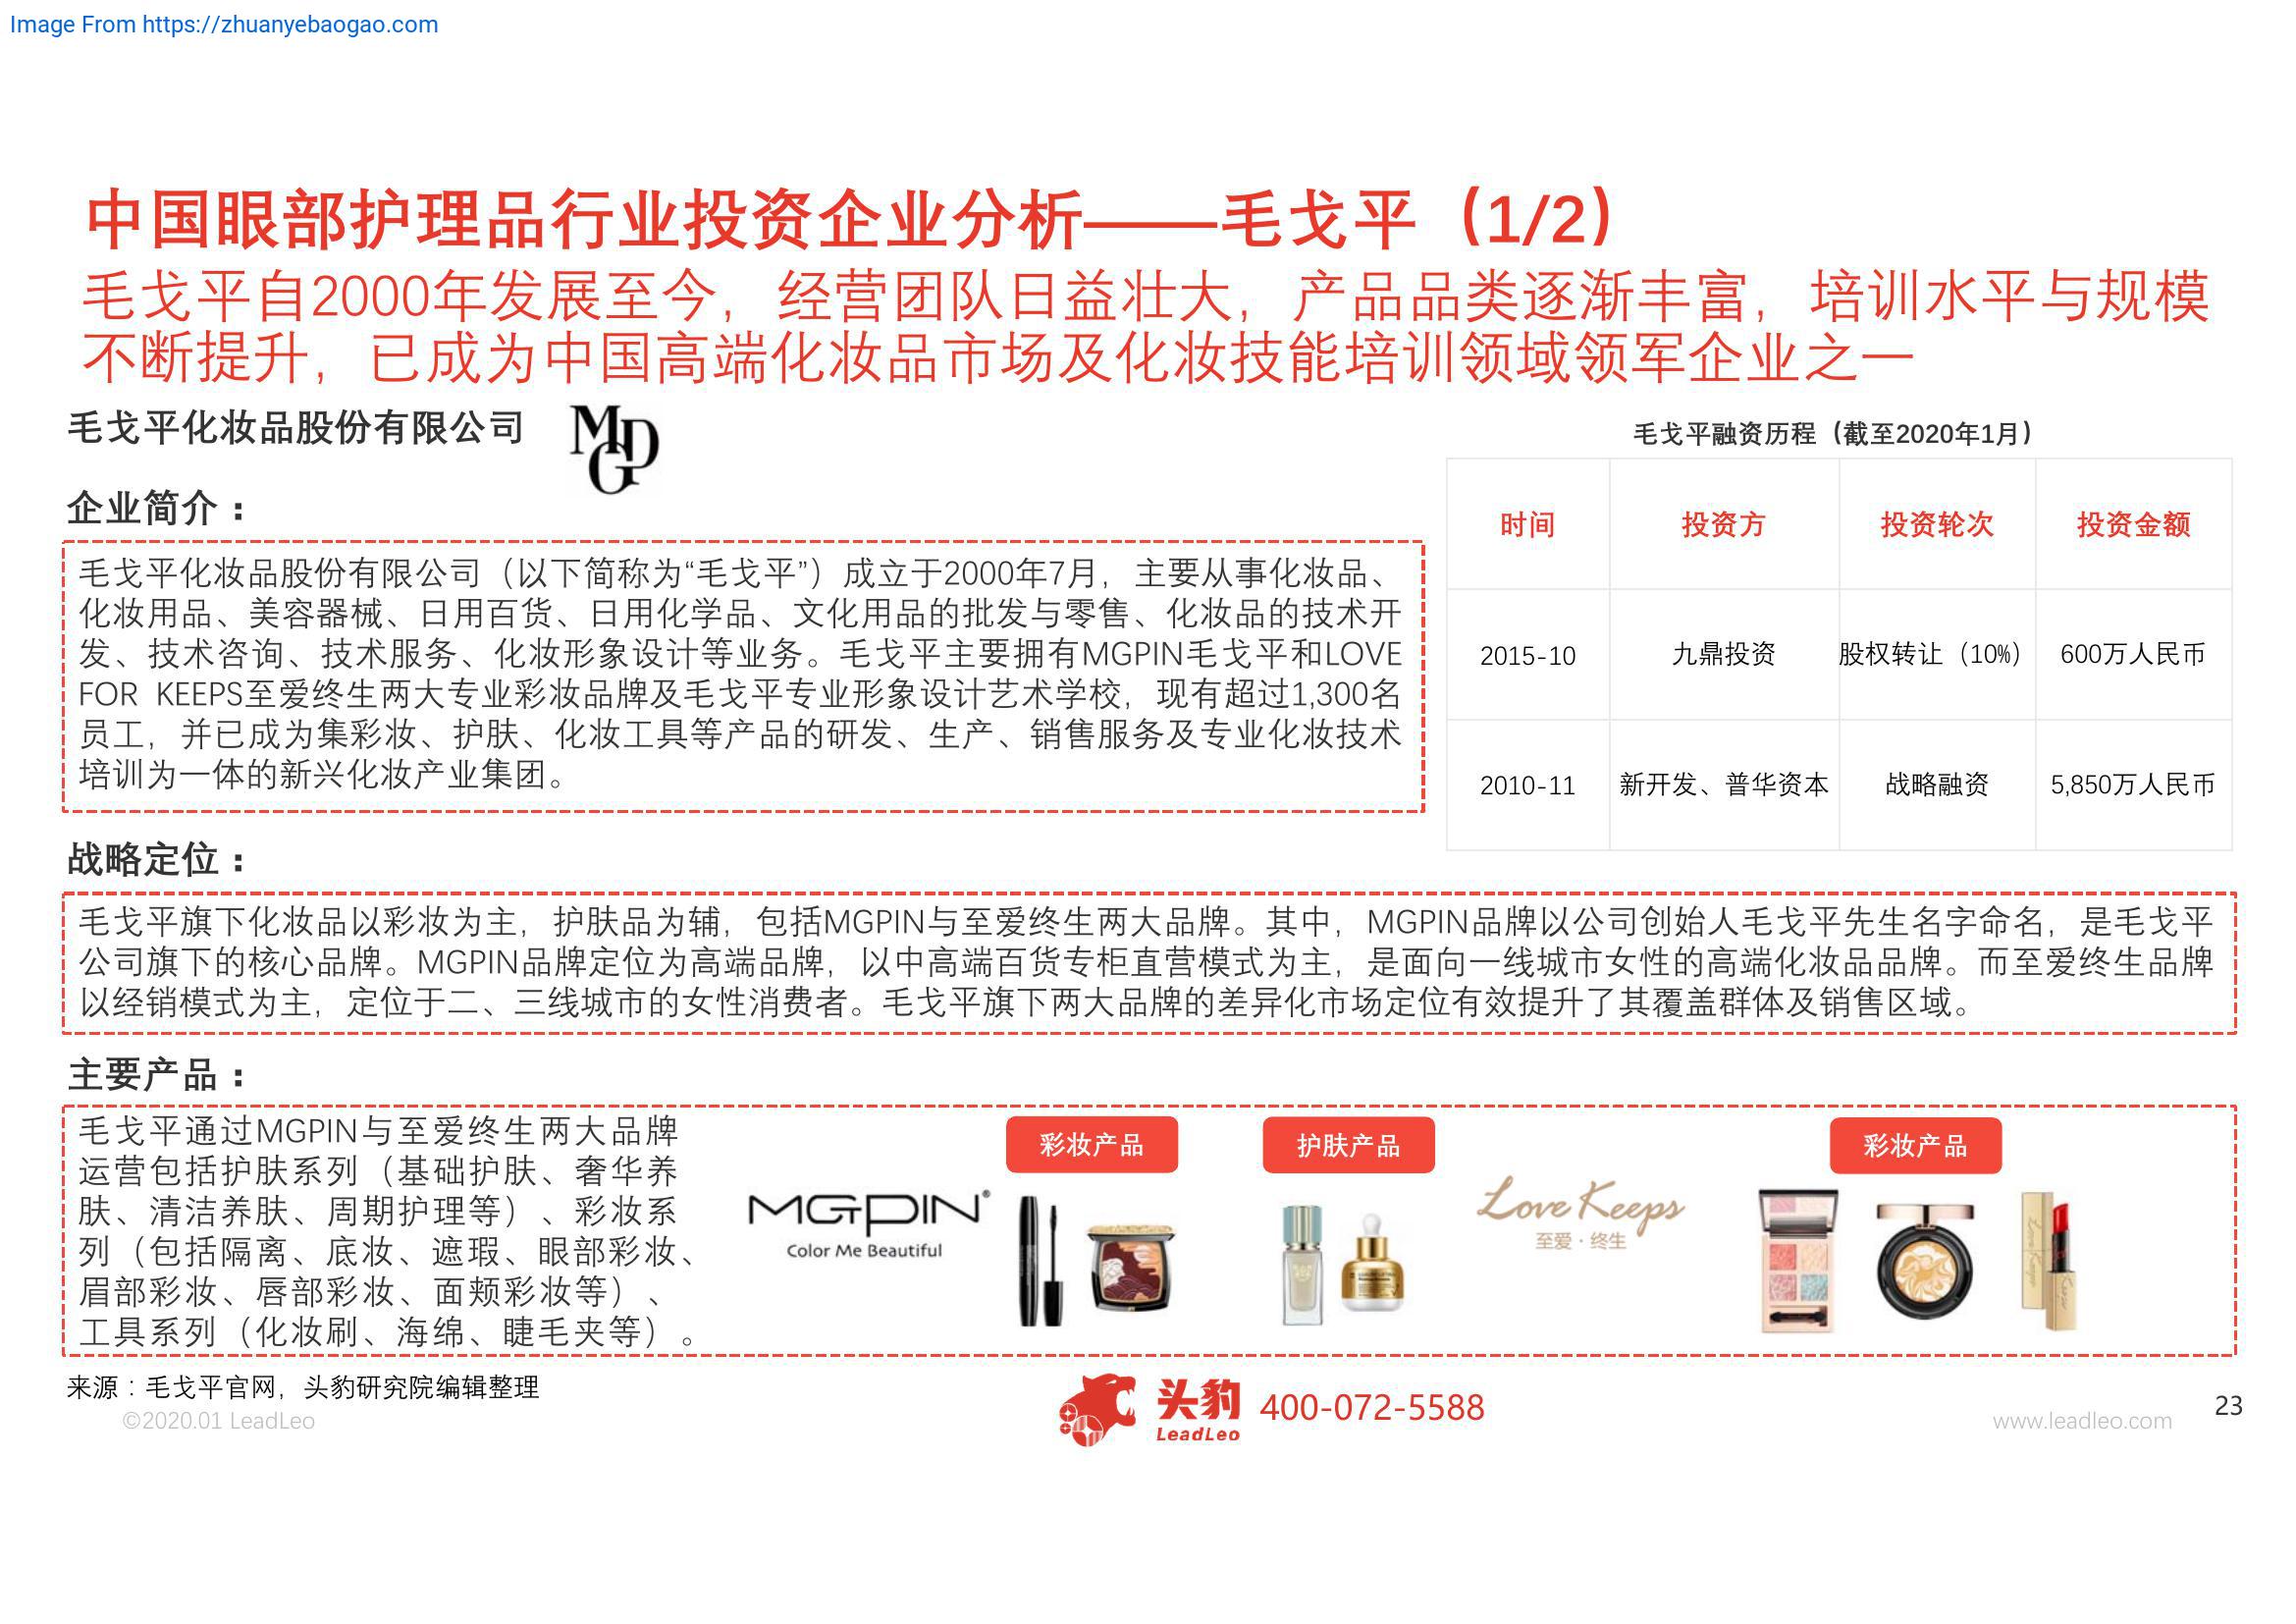 Image From https://zhuanyebaogao.com
中国眼部护理品行业投资企业分析——毛戈平（1/2）
毛戈平自2000年发展至今，经营团队日益壮大，产品品类逐渐丰富，培训水平与规模
不断提升，已成为中国高端化妆品市场及化妆技能培训领域领军企业之一
毛戈平化妆品股份有限公司
MGP
企业简介：
毛戈平化妆品股份有限公司（以下简称为“毛戈平”）成立于2000年7月，主要从事化妆品、
化妆用品、美容器械、日用百货、日用化学品、文化用品的批发与零售、化妆品的技术开
发、技术咨询、技术服务、化妆形象设计等业务。毛戈平主要拥有MGPIN毛戈平和LOVE
FOR KEEPS至爱终生两大专业彩妆品牌及毛戈平专业形象设计艺术学校，现有超过1,300名
员工，并已成为集彩妆、护肤、化妆工具等产品的研发、生产、销售服务及专业化妆技术
培训为一体的新兴化妆产业集团。
毛戈平融资历程（截至2020年1月）
时间 投资方 投资轮次 投资金额
2015-10 九鼎投资 股权转让（10%） 600万人民币
2010-11 新开发、普华资本 战略融资 5,850万人民币
战略定位：
毛戈平旗下化妆品以彩妆为主，护肤品为辅，包括MGPIN与至爱终生两大品牌。其中，MGPIN品牌以公司创始人毛戈平先生名字命名，是毛戈平
公司旗下的核心品牌。MGPIN品牌定位为高端品牌，以中高端百货专柜直营模式为主，是面向一线城市女性的高端化妆品品牌。而至爱终生品牌
以经销模式为主，定位于二、三线城市的女性消费者。毛戈平旗下两大品牌的差异化市场定位有效提升了其覆盖群体及销售区域。
主要产品：
毛戈平通过MGPIN与至爱终生两大品牌
运营包括护肤系列（基础护肤、奢华养
肤、清洁养肤、周期护理等）、彩妆系
列（包括隔离、底妆、遮瑕、眼部彩妆、
眉部彩妆、唇部彩妆、面颊彩妆等）、
工具系列（化妆刷、海绵、睫毛夹等）。
MGPIN®
Color Me Beautiful
彩妆产品
护肤产品
Love Keeps
至爱·终生
彩妆产品
来源：毛戈平官网，头豹研究院编辑整理
©2020.01 LeadLeo
头豹
LeadLeo
400-072-5588
www.leadleo.com
23